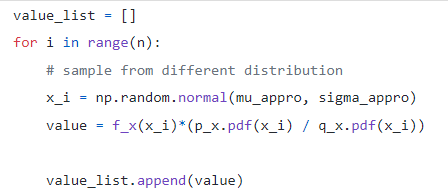 value_list = []
for i in range(n):
    # sample from different distribution
    x_i = np.random.normal(mu_appro, sigma_appro)
    value = f_x(x_i)*(p_x.pdf(x_i) / q_x.pdf(x_i))

    value_list.append(value)